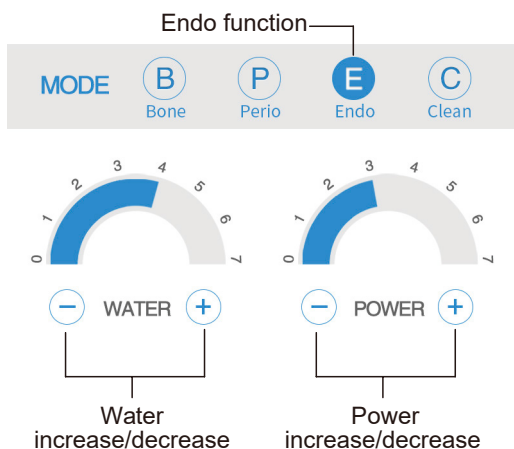 Endo function
MODE B P E C
Bone Perio Endo Clean
0 1 2 3 4 5 6 7
0 1 2 3 4 5 6 7
− WATER +
− POWER +
Water
increase/decrease
Power
increase/decrease